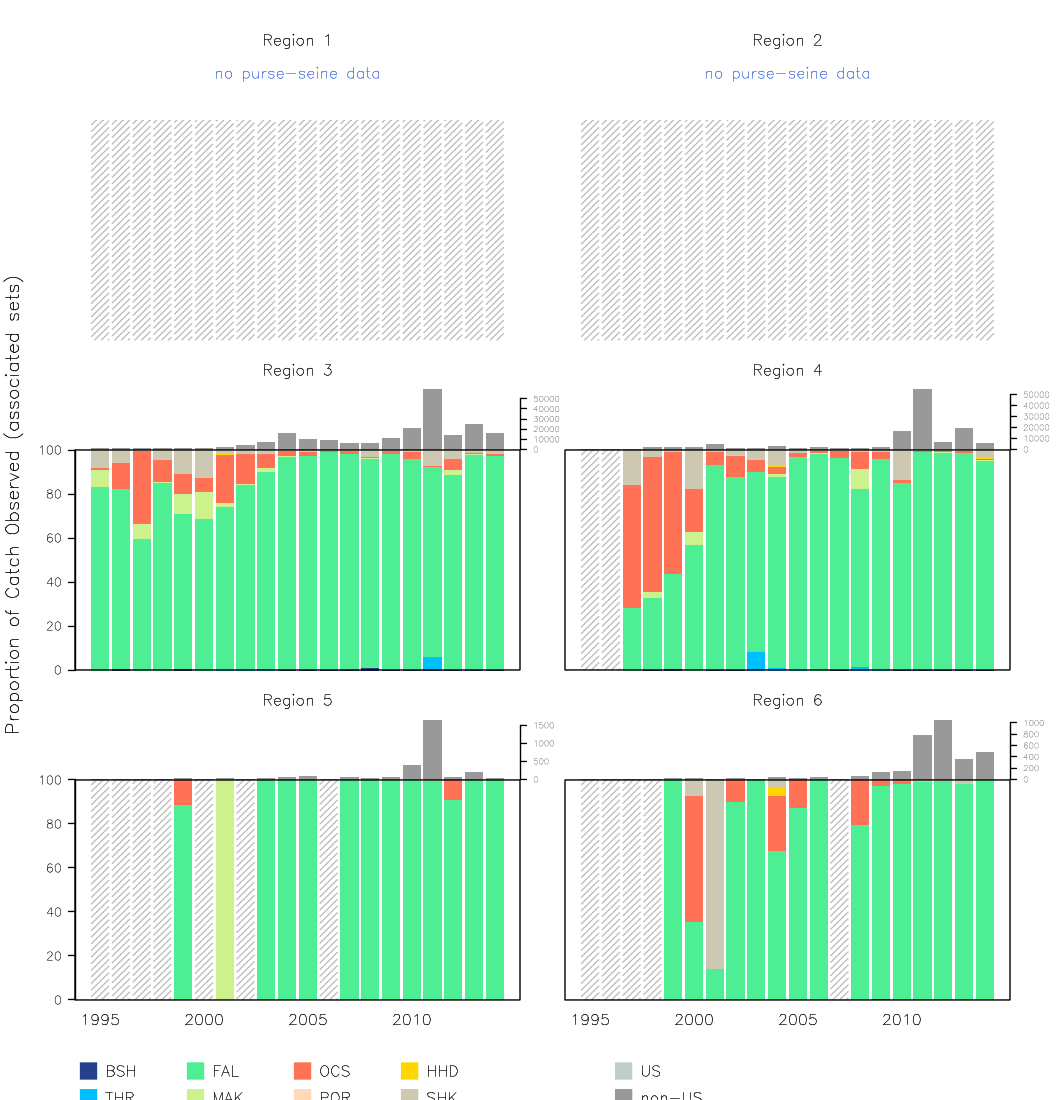 Region 1
Region 2
no purse-seine data
no purse-seine data
Proportion of Catch Observed (associated sets)
Region 3
Region 4
50000
40000
30000
20000
10000
0
50000
40000
30000
20000
10000
0
100
80
60
40
20
0
Region 5
Region 6
1500
1000
500
0
1000
800
600
400
200
0
100
80
60
40
20
0
1995 2000 2005 2010
1995 2000 2005 2010
BSH FAL OCS HHD US
THR MAK POR SHK non-US